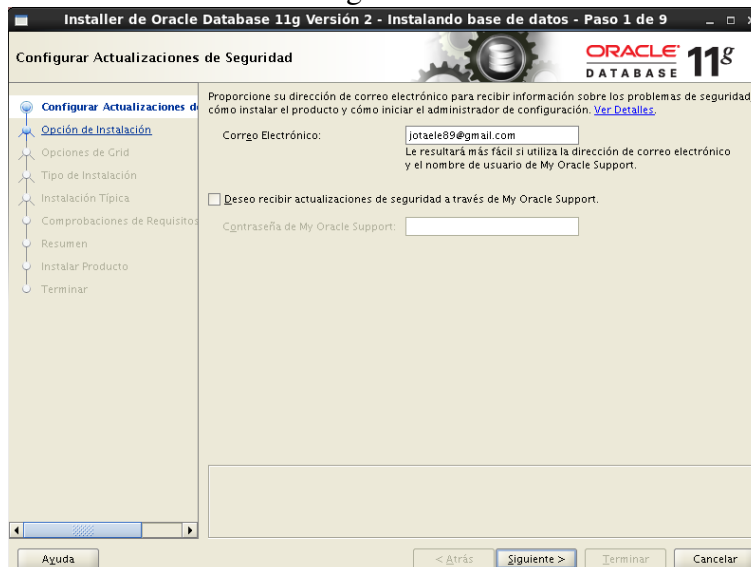 Installer de Oracle Database 11g Versión 2 - Instalando base de datos - Paso 1 de 9
Configurar Actualizaciones de Seguridad
ORACLE 11g
DATABASE
Configurar Actualizaciones d
Opción de Instalación
Opciones de Grid
Tipo de Instalación
Instalación Típica
Comprobaciones de Requisitos
Resumen
Instalar Producto
Terminar
Proporcione su dirección de correo electrónico para recibir información sobre los problemas de seguridad,
cómo instalar el producto y cómo iniciar el administrador de configuración. Ver Detalles.
Correo Electrónico: jotaele89@gmail.com
Le resultará más fácil si utiliza la dirección de correo electrónico
y el nombre de usuario de My Oracle Support.
Deseo recibir actualizaciones de seguridad a través de My Oracle Support.
Contraseña de My Oracle Support:
Ayuda < Atrás Siguiente > Terminar Cancelar